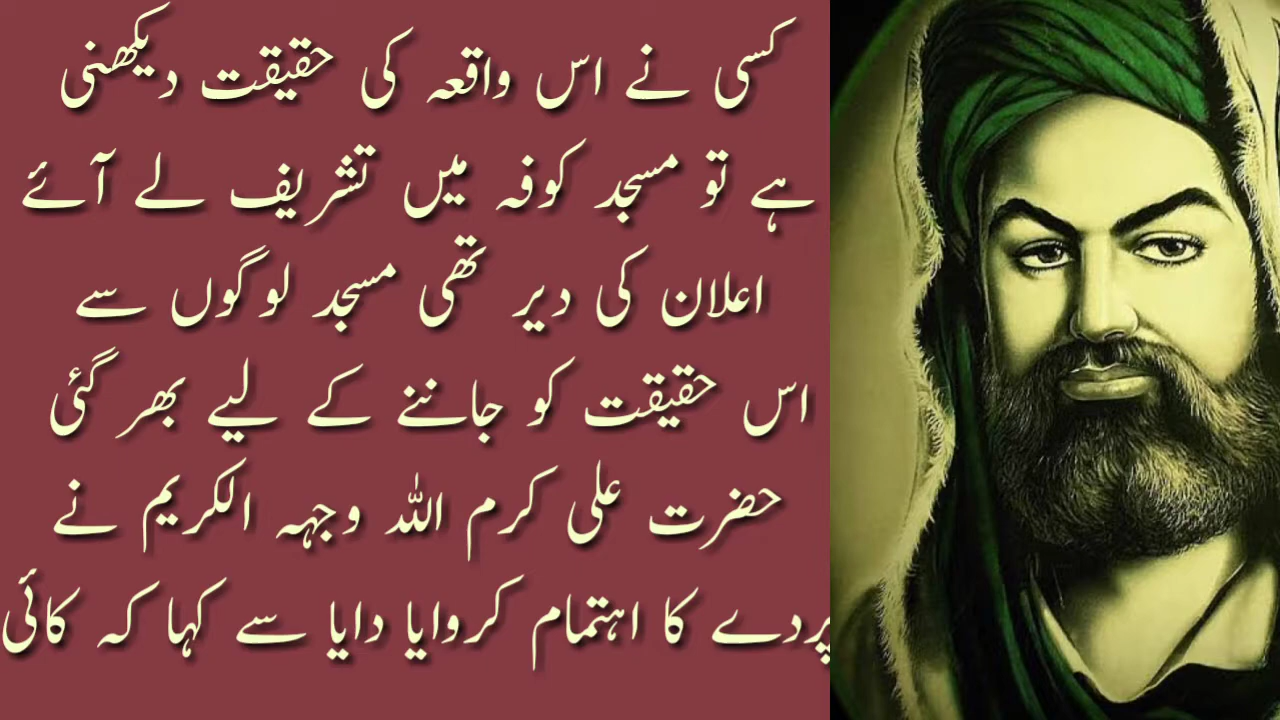 کسی نے اس واقعہ کی حقیقت دیکھنی
ہے تو مسجد کوفہ میں تشریف لے آئے
اعلان کی دیر تھی مسجد لوگوں سے
اس حقیقت کو جاننے کے لیے بھر گئی
حضرت علی کرم اللہ وجہہ الکریم نے
پردے کا اہتمام کروایا دایا سے کہا کہ کائی